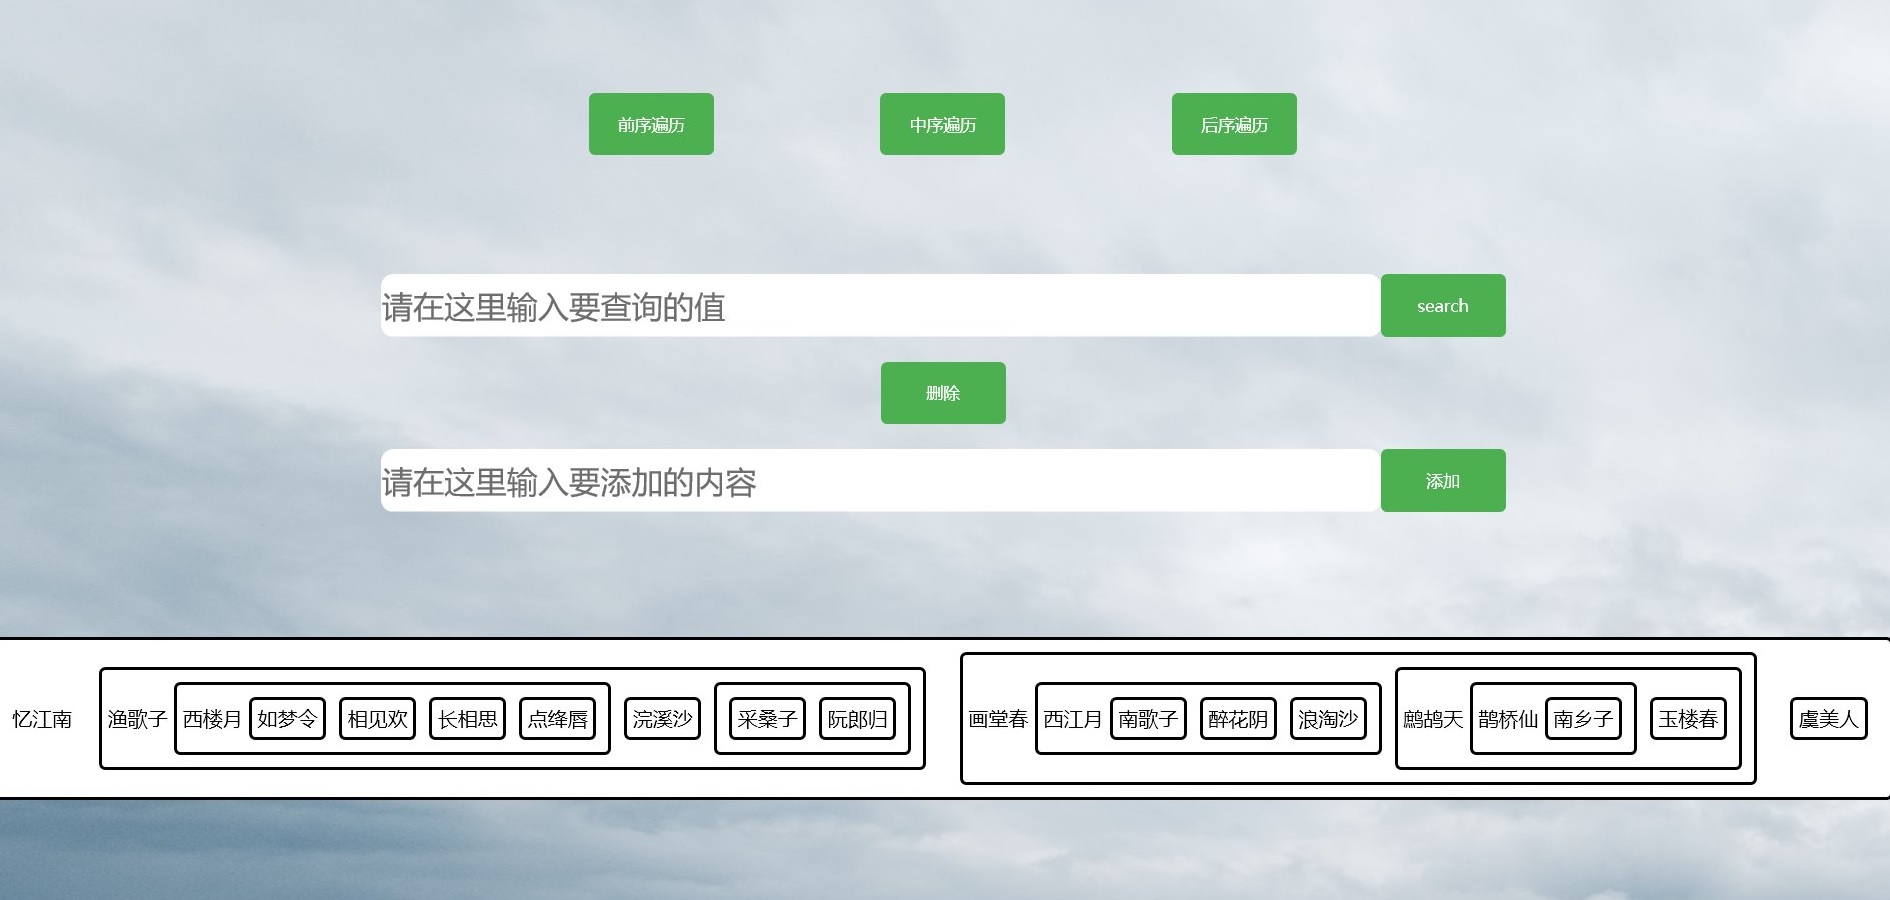 前序遍历 中序遍历 后序遍历
请在这里输入要查询的值 search
删除
请在这里输入要添加的内容 添加
忆江南 渔歌子 西楼月 如梦令 相见欢 长相思 点绛唇 浣溪沙 采桑子 阮郎归 画堂春 西江月 南歌子 醉花阴 浪淘沙 鹧鸪天 鹊桥仙 南乡子 玉楼春 虞美人